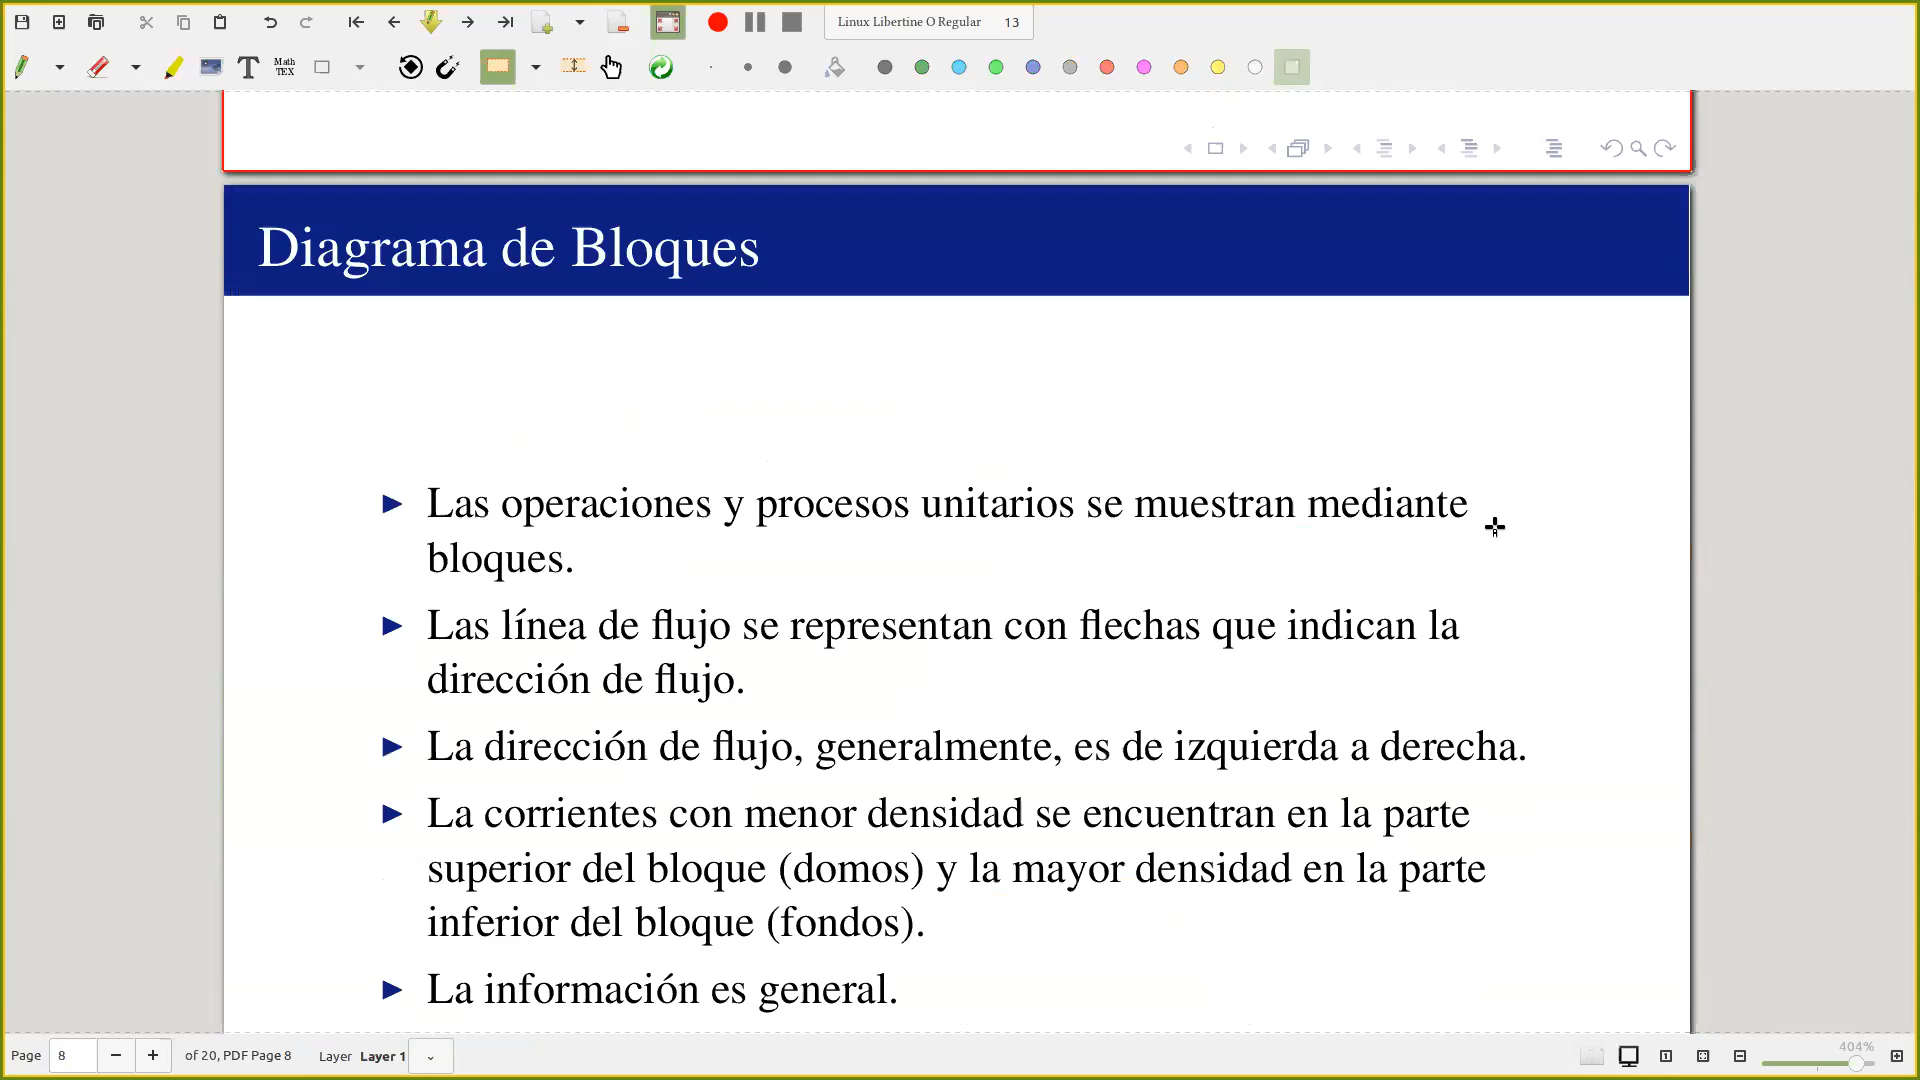 Linux Libertine O Regular 13
Math
TEX
Diagrama de Bloques
Las operaciones y procesos unitarios se muestran mediante
bloques.
Las línea de flujo se representan con flechas que indican la
dirección de flujo.
La dirección de flujo, generalmente, es de izquierda a derecha.
La corrientes con menor densidad se encuentran en la parte
superior del bloque (domos) y la mayor densidad en la parte
inferior del bloque (fondos).
La información es general.
Page 8 of 20, PDF Page 8 Layer Layer 1 404%